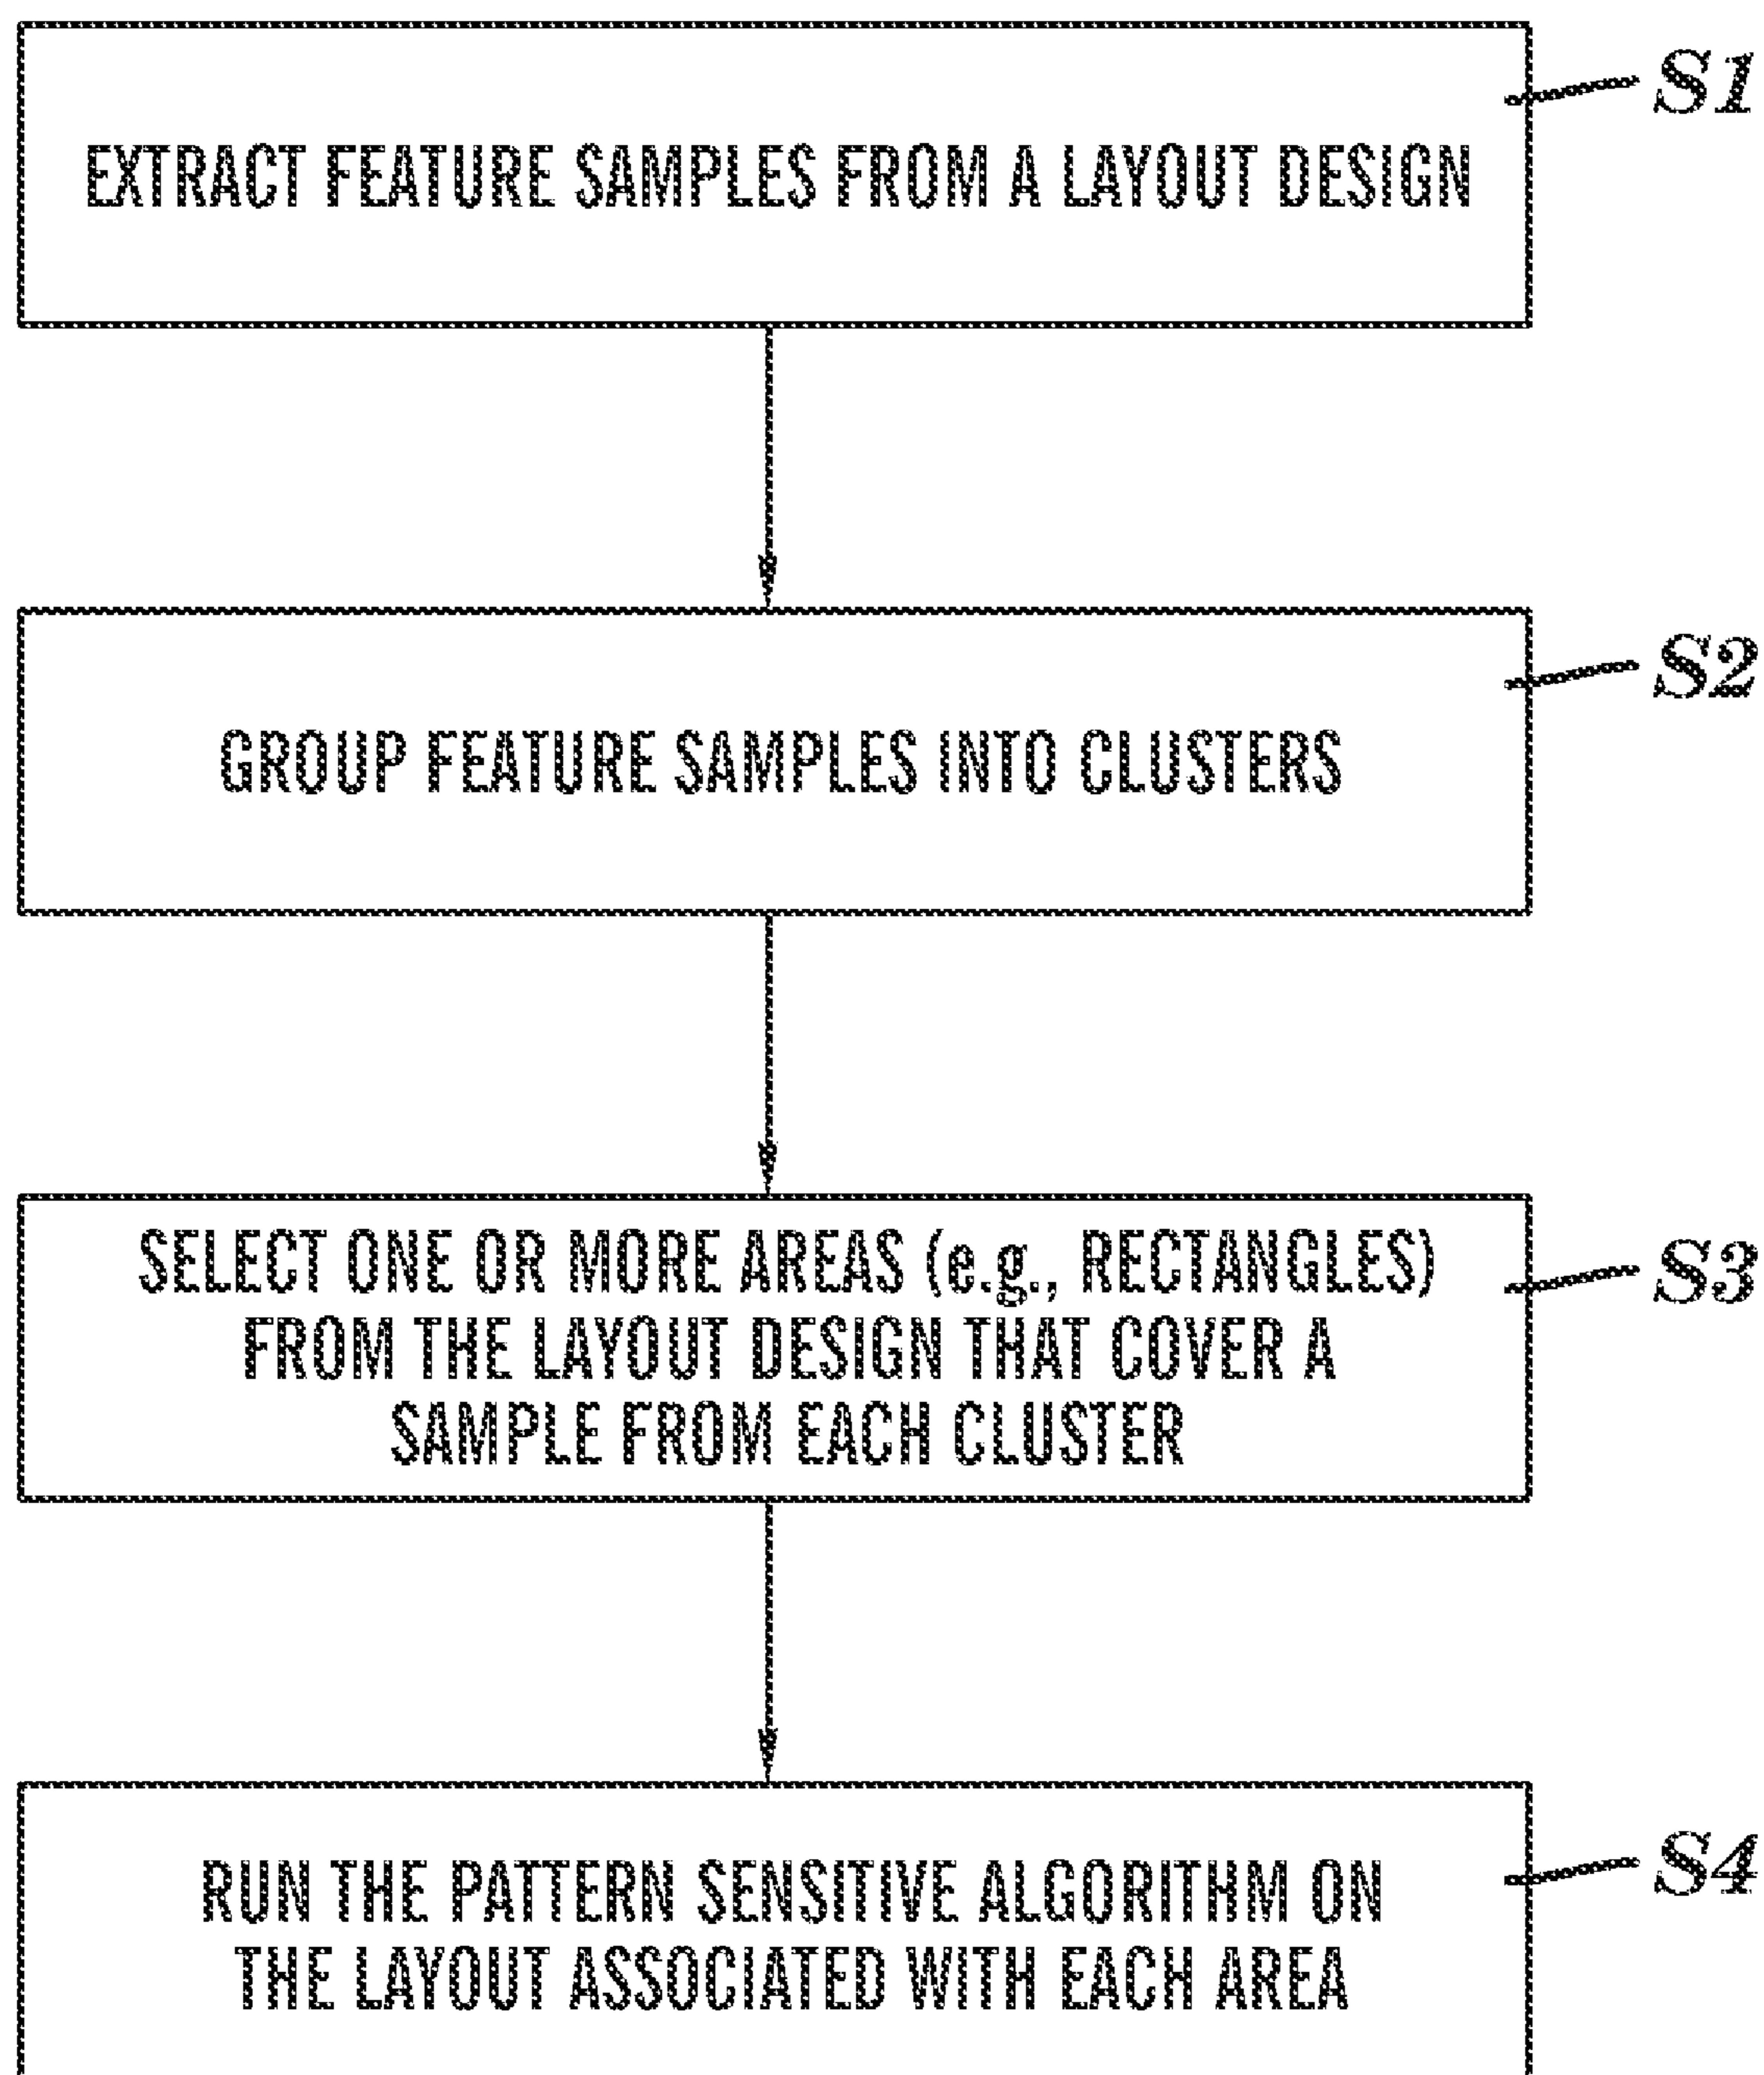 EXTRACT FEATURE SAMPLES FROM A LAYOUT DESIGN
S1
GROUP FEATURE SAMPLES INTO CLUSTERS
S2
SELECT ONE OR MORE AREAS (e.g., RECTANGLES)
FROM THE LAYOUT DESIGN THAT COVER A
SAMPLE FROM EACH CLUSTER
S3
RUN THE PATTERN SENSITIVE ALGORITHM ON
THE LAYOUT ASSOCIATED WITH EACH AREA
S4